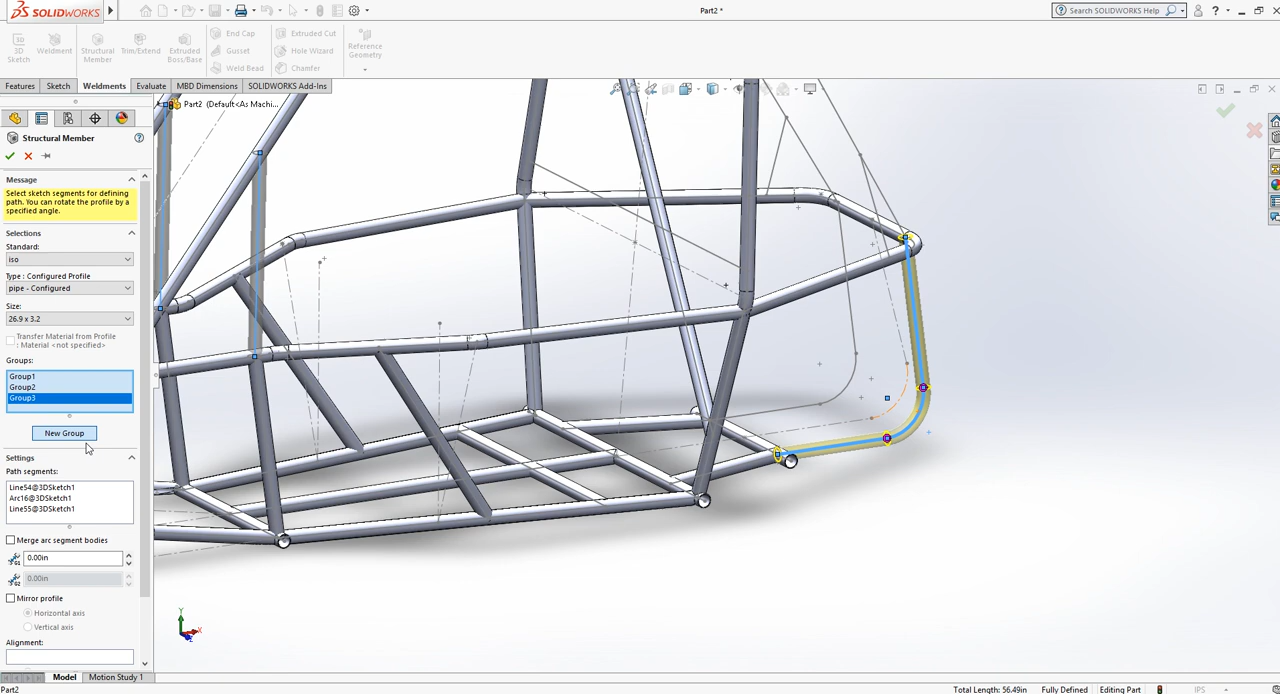 SOLIDWORKS
Part2 *
Search SOLIDWORKS Help
3D
Sketch
Weldment
Structural
Member
Trim/Extend
Extruded
Boss/Base
End Cap
Gusset
Weld Bead
Extruded Cut
Hole Wizard
Chamfer
Reference
Geometry
Features
Sketch
Weldments
Evaluate
MBD Dimensions
SOLIDWORKS Add-Ins
Part2 (Default<As Machi...
Structural Member
Message
Select sketch segments for defining
path. You can rotate the profile by a
specified angle.
Selections
Standard:
iso
Type : Configured Profile
pipe - Configured
Size:
26.9 x 3.2
Transfer Material from Profile
: Material <not specified>
Groups:
Group1
Group2
Group3
New Group
Settings
Path segments:
Line54@3DSketch1
Arc16@3DSketch1
Line55@3DSketch1
Merge arc segment bodies
G1
0.00in
G2
0.00in
Mirror profile
Horizontal axis
Vertical axis
Alignment:
Y
X
Z
Model
Motion Study 1
Part2
Total Length: 56.49in
Fully Defined
Editing Part
IPS